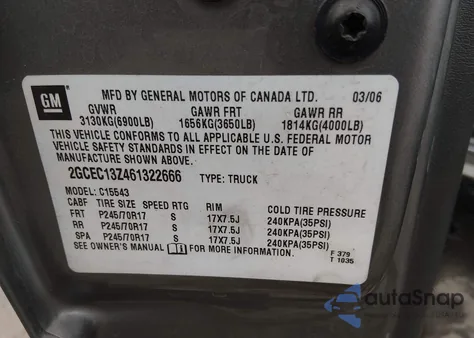 GM
MFD BY GENERAL MOTORS OF CANADA LTD. 03/06
GVWR GAWR FRT GAWR RR
3130KG(6900LB) 1656KG(3650LB) 1814KG(4000LB)
THIS VEHICLE CONFORMS TO ALL APPLICABLE U.S. FEDERAL MOTOR
VEHICLE SAFETY STANDARDS IN EFFECT ON THE DATE OF
MANUFACTURE SHOWN ABOVE.
2GCEC13Z461322666 TYPE: TRUCK
MODEL: C15543
CABF TIRE SIZE SPEED RTG RIM COLD TIRE PRESSURE
FRT P245/70R17 S 17X7.5J 240KPA(35PSI)
RR P245/70R17 S 17X7.5J 240KPA(35PSI)
SPA P245/70R17 S 17X7.5J 240KPA(35PSI)
SEE OWNER'S MANUAL i FOR MORE INFORMATION. F 379
T 1035
autoSnap